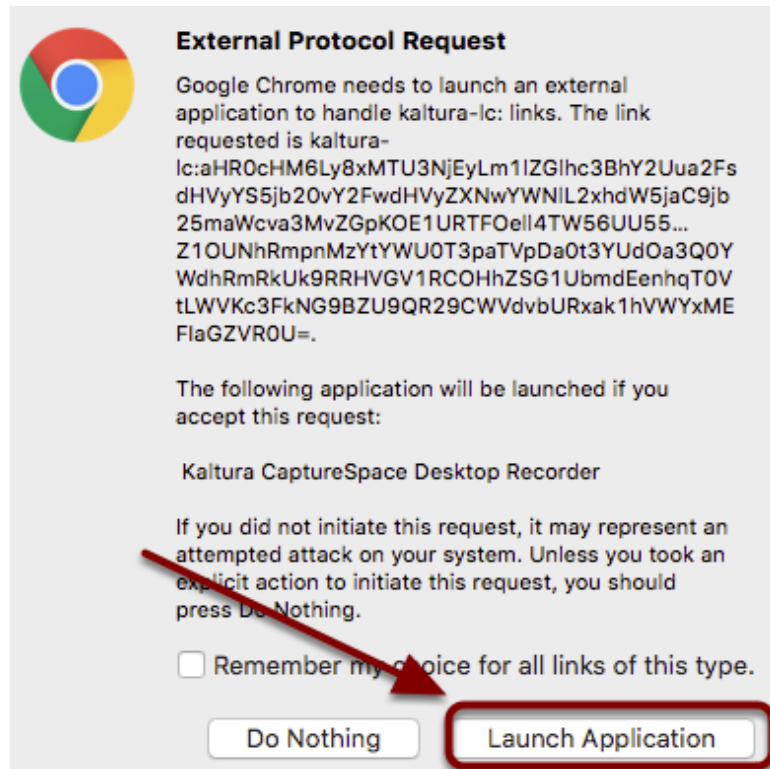 External Protocol Request
Google Chrome needs to launch an external
application to handle kaltura-lc: links. The link
requested is kaltura-
lc:aHR0cHM6Ly8xMTU3NjEyLm1lZGlhc3BhY2Uua2Fs
dHVyYS5jb20vY2FwdHVyZXNwYWNlL2xhdW5jaC9jb
25maWcva3MvZGpKOE1URTFOell4TW56UU55...
Z1OUNhRmpnMzYtYWU0T3paTVpDa0t3YUdOa3Q0Y
WdhRmRkUk9RRHVGV1RCOHhZSG1UbmdEenhqT0V
tLWVKc3FkNG9BZU9QR29CWVdvbURxak1hVWYxME
FlaGZVR0U=.
The following application will be launched if you
accept this request:
Kaltura CaptureSpace Desktop Recorder
If you did not initiate this request, it may represent an
attempted attack on your system. Unless you took an
explicit action to initiate this request, you should
press Do Nothing.
Remember my choice for all links of this type.
Do Nothing
Launch Application